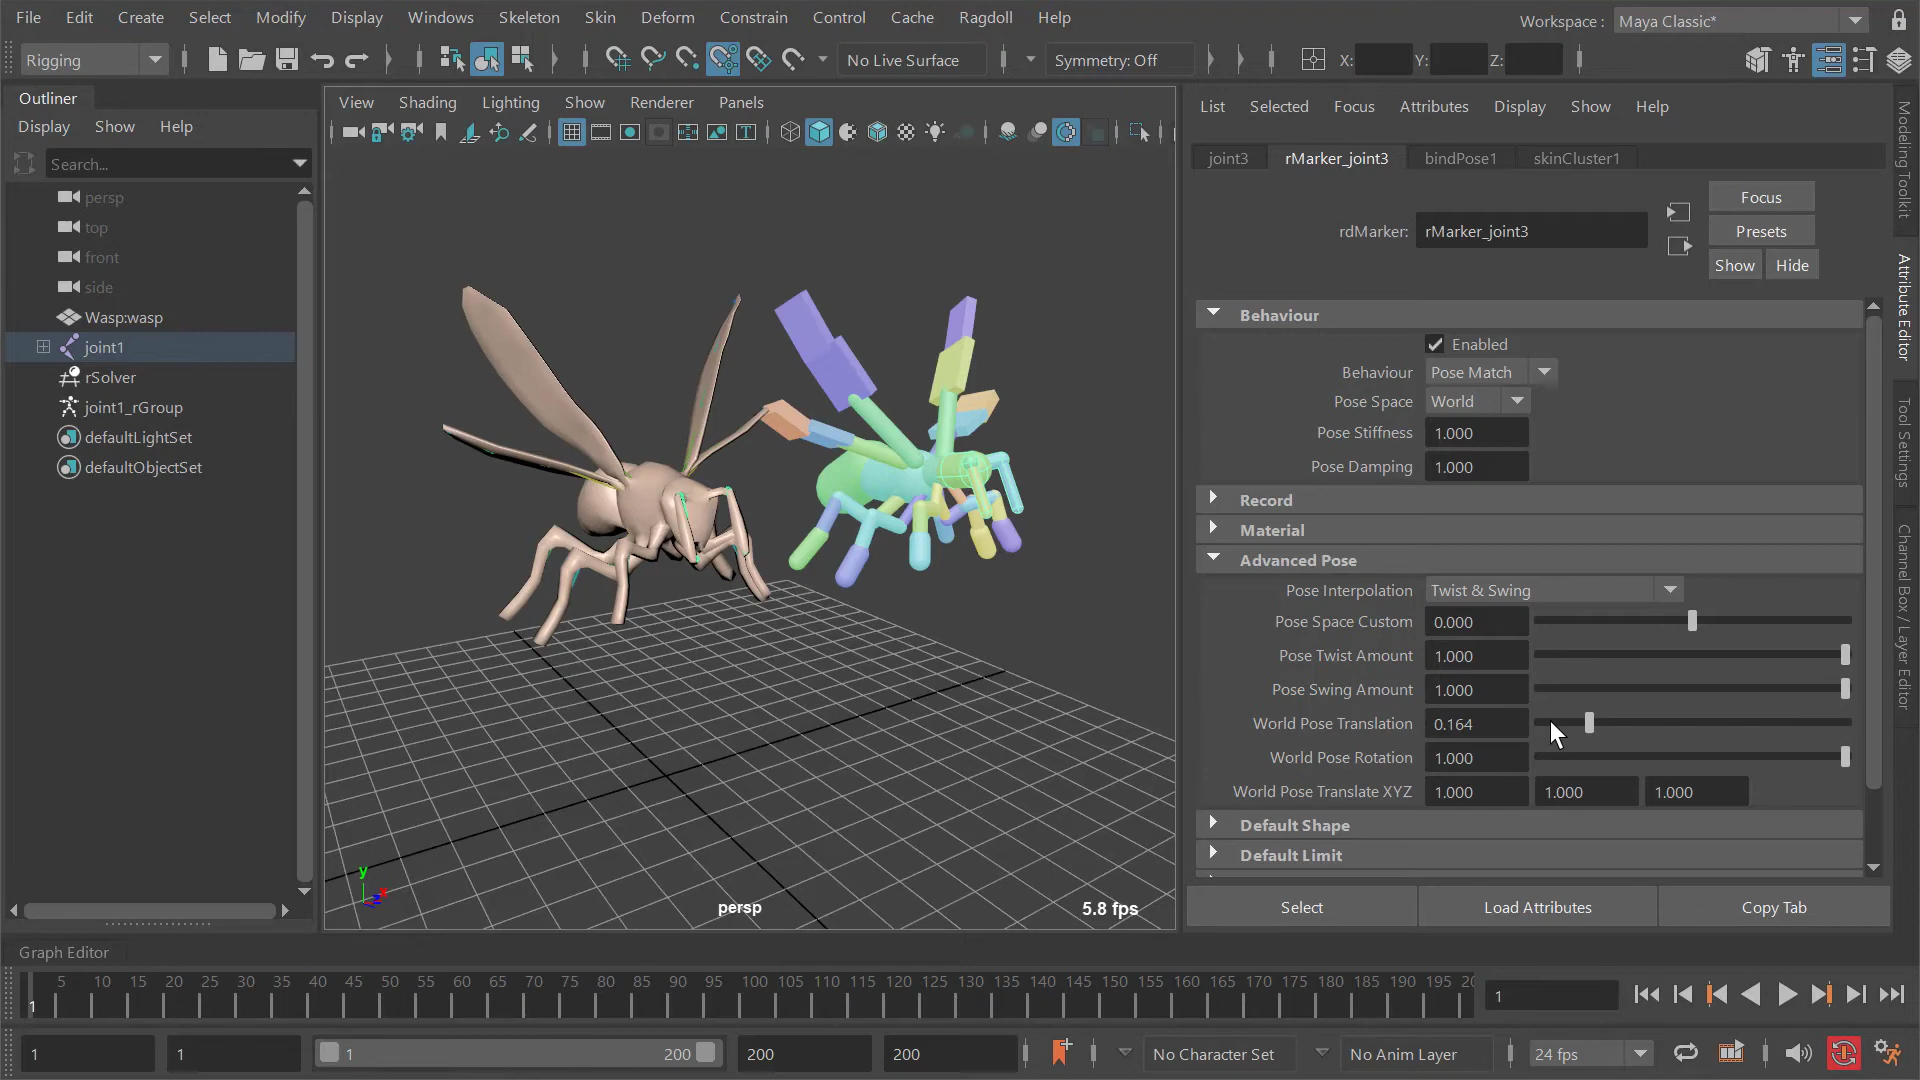 File Edit Create Select Modify Display Windows Skeleton Skin Deform Constrain Control Cache Ragdoll Help
Workspace : Maya Classic*
Rigging
No Live Surface
Symmetry: Off
X: Y: Z:
Outliner
Display Show Help
Search...
persp
top
front
side
Wasp:wasp
joint1
rSolver
joint1_rGroup
defaultLightSet
defaultObjectSet
View Shading Lighting Show Renderer Panels
persp
5.8 fps
y
x
z
List Selected Focus Attributes Display Show Help
joint3 rMarker_joint3 bindPose1 skinCluster1
rdMarker: rMarker_joint3
Focus
Presets
Show Hide
Behaviour
Enabled
Behaviour Pose Match
Pose Space World
Pose Stiffness 1.000
Pose Damping 1.000
Record
Material
Advanced Pose
Pose Interpolation Twist & Swing
Pose Space Custom 0.000
Pose Twist Amount 1.000
Pose Swing Amount 1.000
World Pose Translation 0.164
World Pose Rotation 1.000
World Pose Translate XYZ 1.000 1.000 1.000
Default Shape
Default Limit
Select Load Attributes Copy Tab
Modeling Toolkit
Attribute Editor
Tool Settings
Channel Box / Layer Editor
Graph Editor
5 10 15 20 25 30 35 40 45 50 55 60 65 70 75 80 85 90 95 100 105 110 115 120 125 130 135 140 145 150 155 160 165 170 175 180 185 190 195 20
1
1
1 1 1 200 200 200 No Character Set No Anim Layer 24 fps